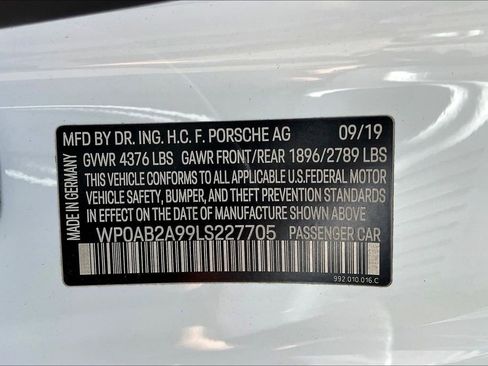 MFD BY DR. ING. H.C. F. PORSCHE AG 09/19
GVWR 4376 LBS GAWR FRONT/REAR 1896/2789 LBS
THIS VEHICLE CONFORMS TO ALL APPLICABLE U.S.FEDERAL MOTOR
VEHICLE SAFETY, BUMPER, AND THEFT PREVENTION STANDARDS
IN EFFECT ON THE DATE OF MANUFACTURE SHOWN ABOVE.
WP0AB2A99LS227705 PASSENGER CAR
992.010.016.C
MADE IN GERMANY